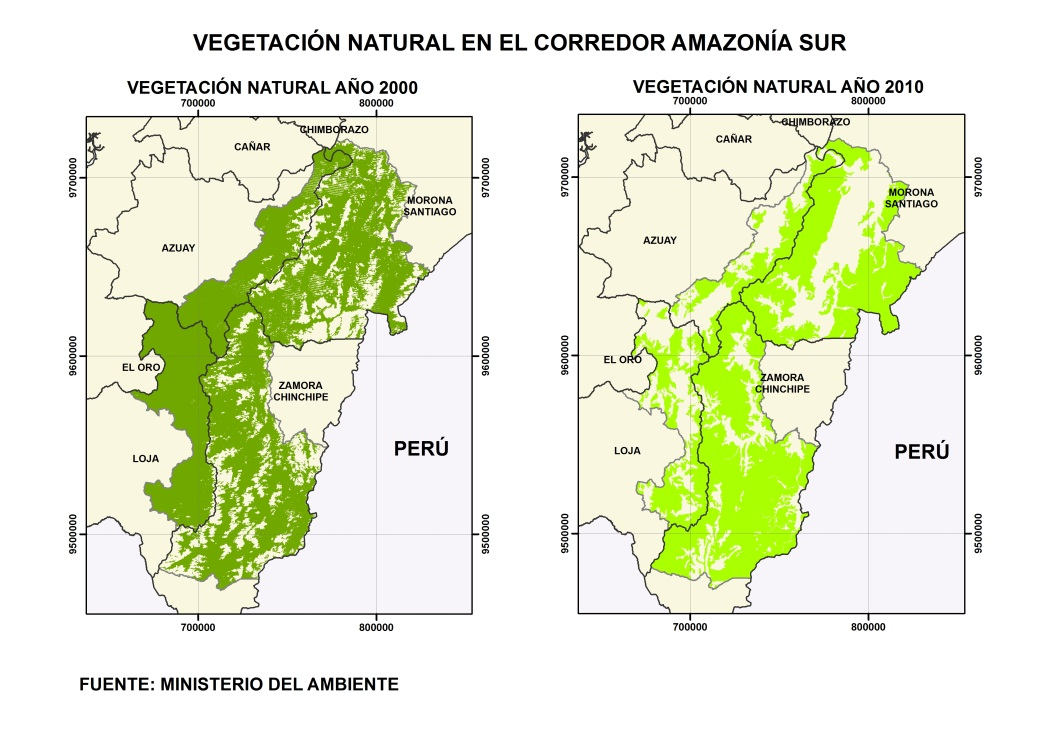 VEGETACIÓN NATURAL EN EL CORREDOR AMAZONÍA SUR
VEGETACIÓN NATURAL AÑO 2000
700000
800000
CHIMBORAZO
CAÑAR
9700000
9700000
MORONA
SANTIAGO
AZUAY
9600000
9600000
EL ORO
ZAMORA
CHINCHIPE
PERÚ
LOJA
9500000
9500000
700000
800000
VEGETACIÓN NATURAL AÑO 2010
700000
800000
CHIMBORAZO
CAÑAR
9700000
9700000
MORONA
SANTIAGO
AZUAY
9600000
9600000
EL ORO
ZAMORA
CHINCHIPE
PERÚ
LOJA
9500000
9500000
700000
800000
FUENTE: MINISTERIO DEL AMBIENTE